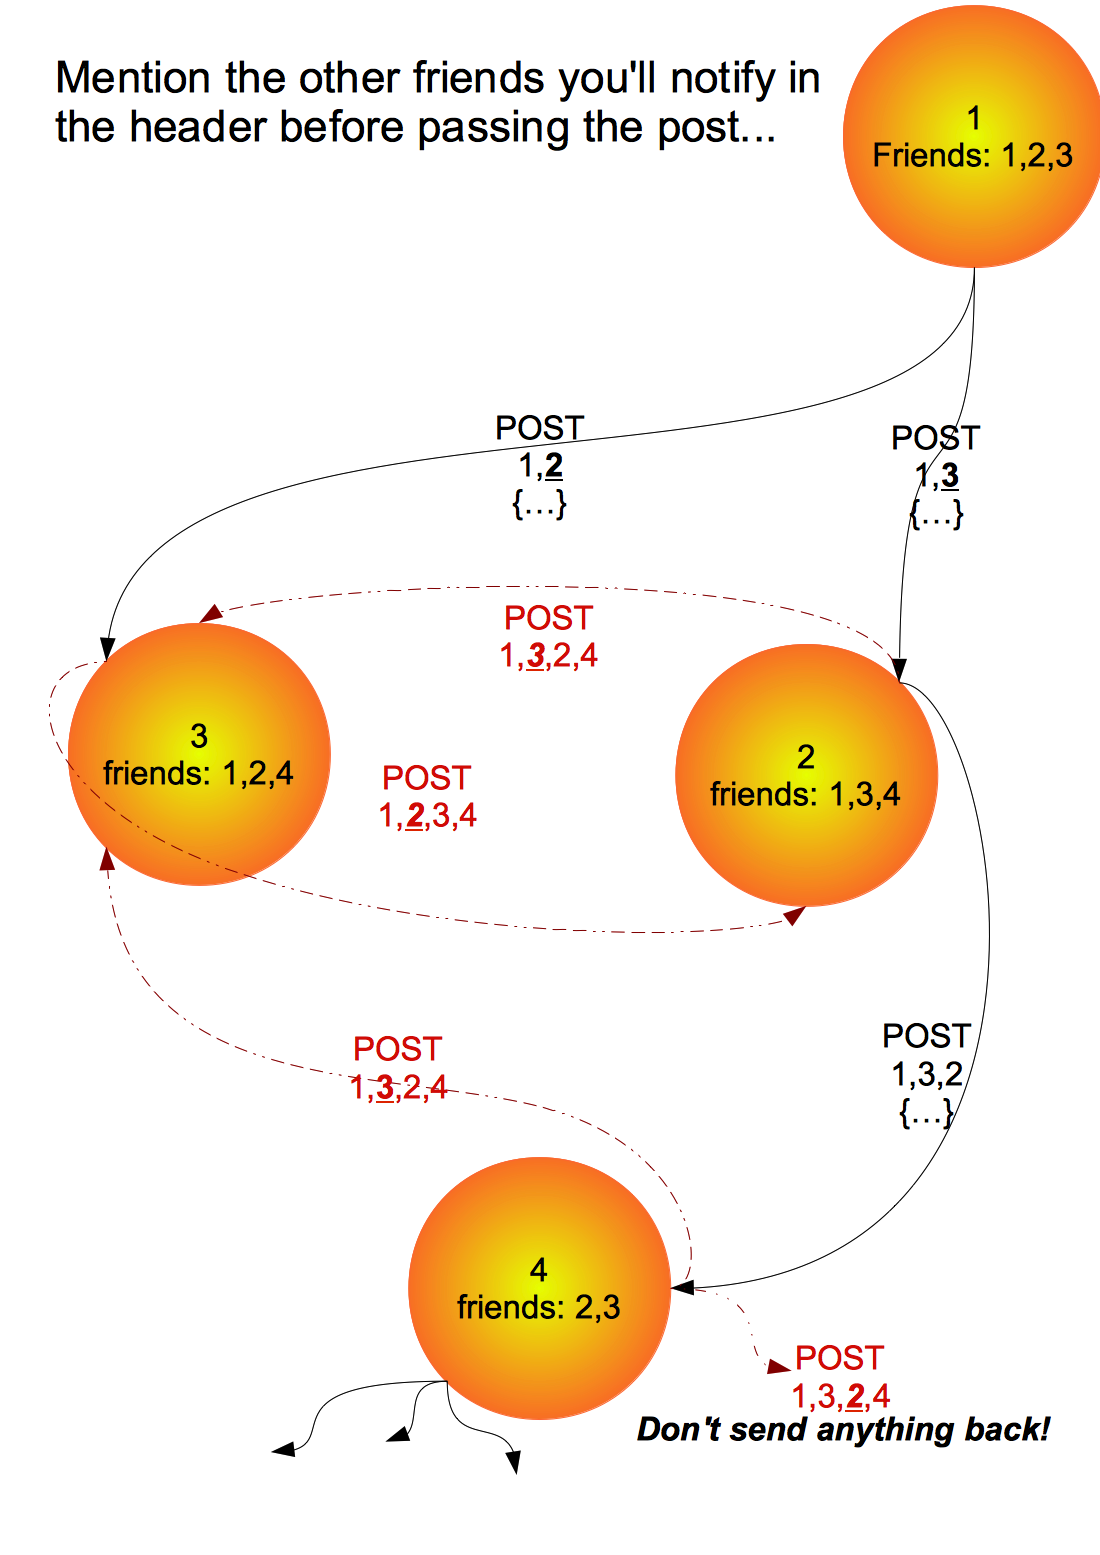 Mention the other friends you'll notify in
the header before passing the post...
1
Friends: 1,2,3
POST
1,2
{...}
POST
1,3
{...}
POST
1,3,2,4
3
friends: 1,2,4
2
friends: 1,3,4
POST
1,2,3,4
POST
1,3,2,4
POST
1,3,2
{...}
4
friends: 2,3
POST
1,3,2,4
Don't send anything back!